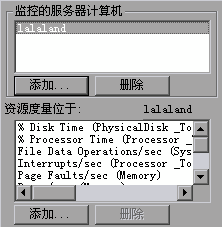 监控的服务器计算机
lalaland
添加... 删除
资源度量位于: lalaland
% Disk Time (PhysicalDisk _To
% Processor Time (Processor _
File Data Operations/sec (Sys
Interrupts/sec (Processor _To
Page Faults/sec (Memory)
添加... 删除